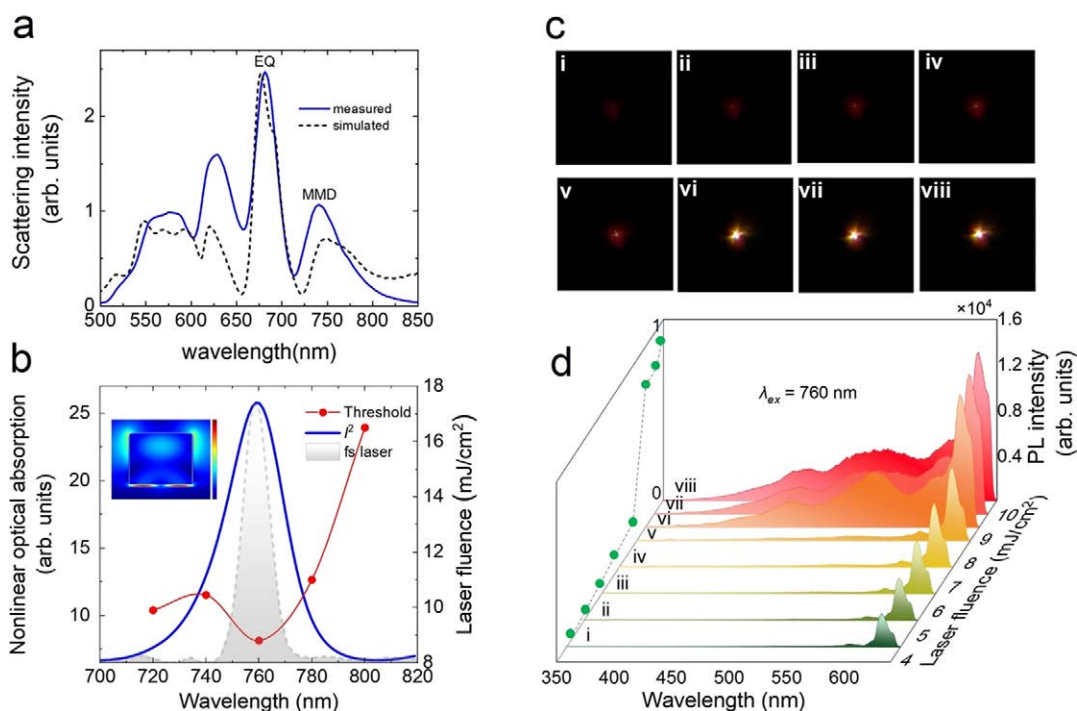 a
Scattering intensity
(arb. units)
2
1
0
EQ
MMD
measured
simulated
500 550 600 650 700 750 800 850
wavelength(nm)
b
Nonlinear optical absorption
(arb. units)
25
20
15
10
Threshold
I²
fs laser
18
16
14
12
10
8
Laser fluence (mJ/cm²)
700 720 740 760 780 800 820
Wavelength (nm)
c
i
ii
iii
iv
v
vi
vii
viii
d
1
0
×10⁴
1.6
1.2
0.8
0.4
PL intensity
(arb. units)
λex = 760 nm
viii
vii
vi
v
iv
iii
ii
i
10
9
8
7
6
5
4
Laser fluence (mJ/cm²)
350 400 450 500 550 600
Wavelength (nm)